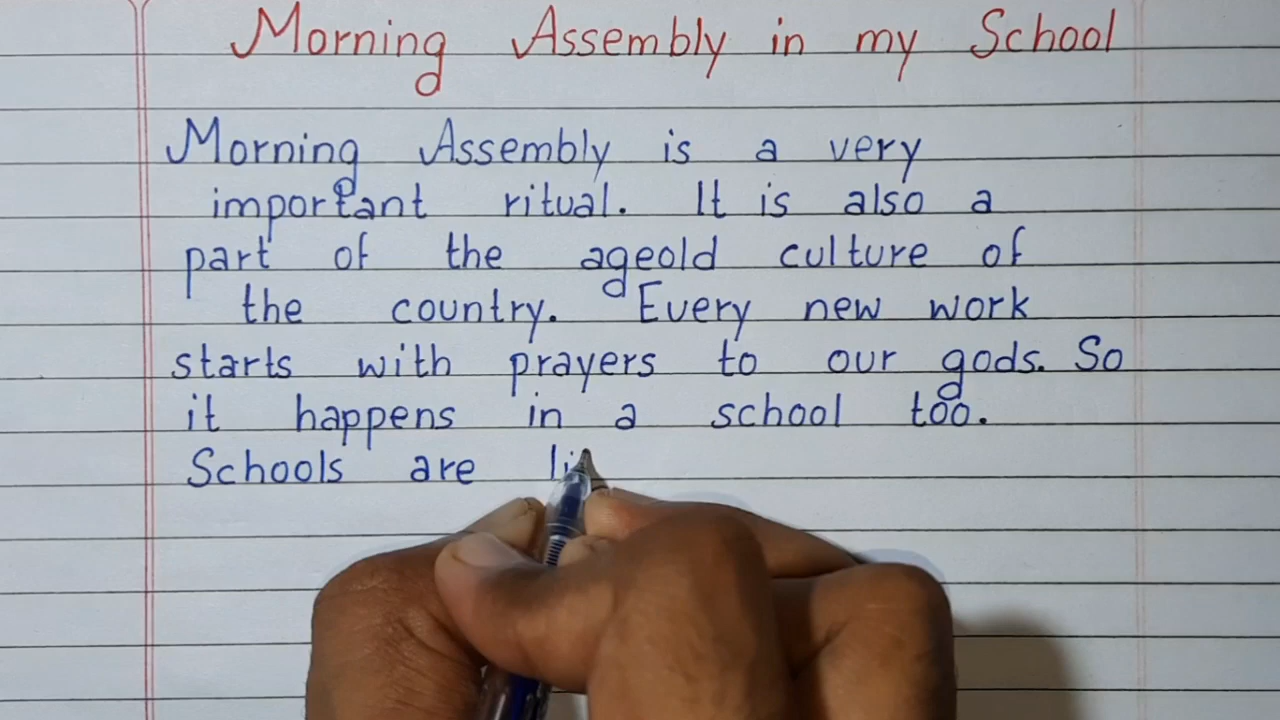 Morning Assembly in my School
Morning Assembly is a very
important ritual. It is also a
part of the ageold culture of
the country. Every new work
starts with prayers to our gods. So
it happens in a school too.
Schools are li